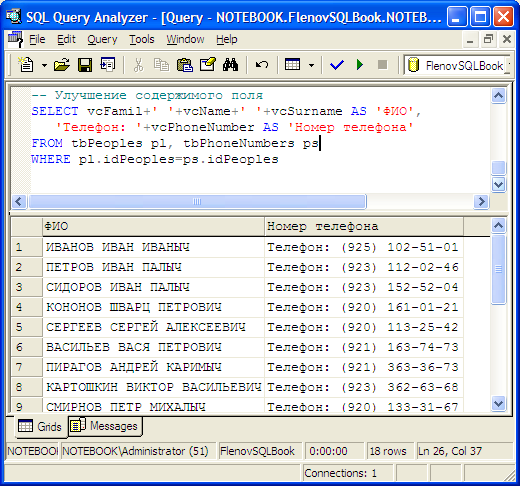 SQL Query Analyzer - [Query - NOTEBOOK.FlenovSQLBook.NOTEB...
File Edit Query Tools Window Help
FlenovSQLBook
-- Улучшение содержимого поля
SELECT vcFamil+' '+vcName+' '+vcSurname AS 'ФИО',
'Телефон: '+vcPhoneNumber AS 'Номер телефона'
FROM tbPeoples pl, tbPhoneNumbers ps
WHERE pl.idPeoples=ps.idPeoples
ФИО Номер телефона
1 ИВАНОВ ИВАН ИВАНЫЧ Телефон: (925) 102-51-01
2 ПЕТРОВ ИВАН ПАЛЫЧ Телефон: (923) 112-02-46
3 СИДОРОВ ИВАН ПАЛЫЧ Телефон: (923) 152-52-04
4 КОНОНОВ ШВАРЦ ПЕТРОВИЧ Телефон: (920) 161-01-21
5 СЕРГЕЕВ СЕРГЕЙ АЛЕКСЕЕВИЧ Телефон: (920) 113-25-42
6 ВАСИЛЬЕВ ВАСЯ ПЕТРОВИЧ Телефон: (921) 163-74-73
7 ПИРАГОВ АНДРЕЙ КАРИМЫЧ Телефон: (921) 363-36-73
8 КАРТОШКИН ВИКТОР ВАСИЛЬЕВИЧ Телефон: (923) 362-63-68
9 СМИРНОВ ПЕТР МИХАЛЫЧ Телефон: (920) 133-31-67
Grids Messages
NOTEBOO NOTEBOOK\Administrator (51) FlenovSQLBook 0:00:00 18 rows Ln 26, Col 37
Connections: 1